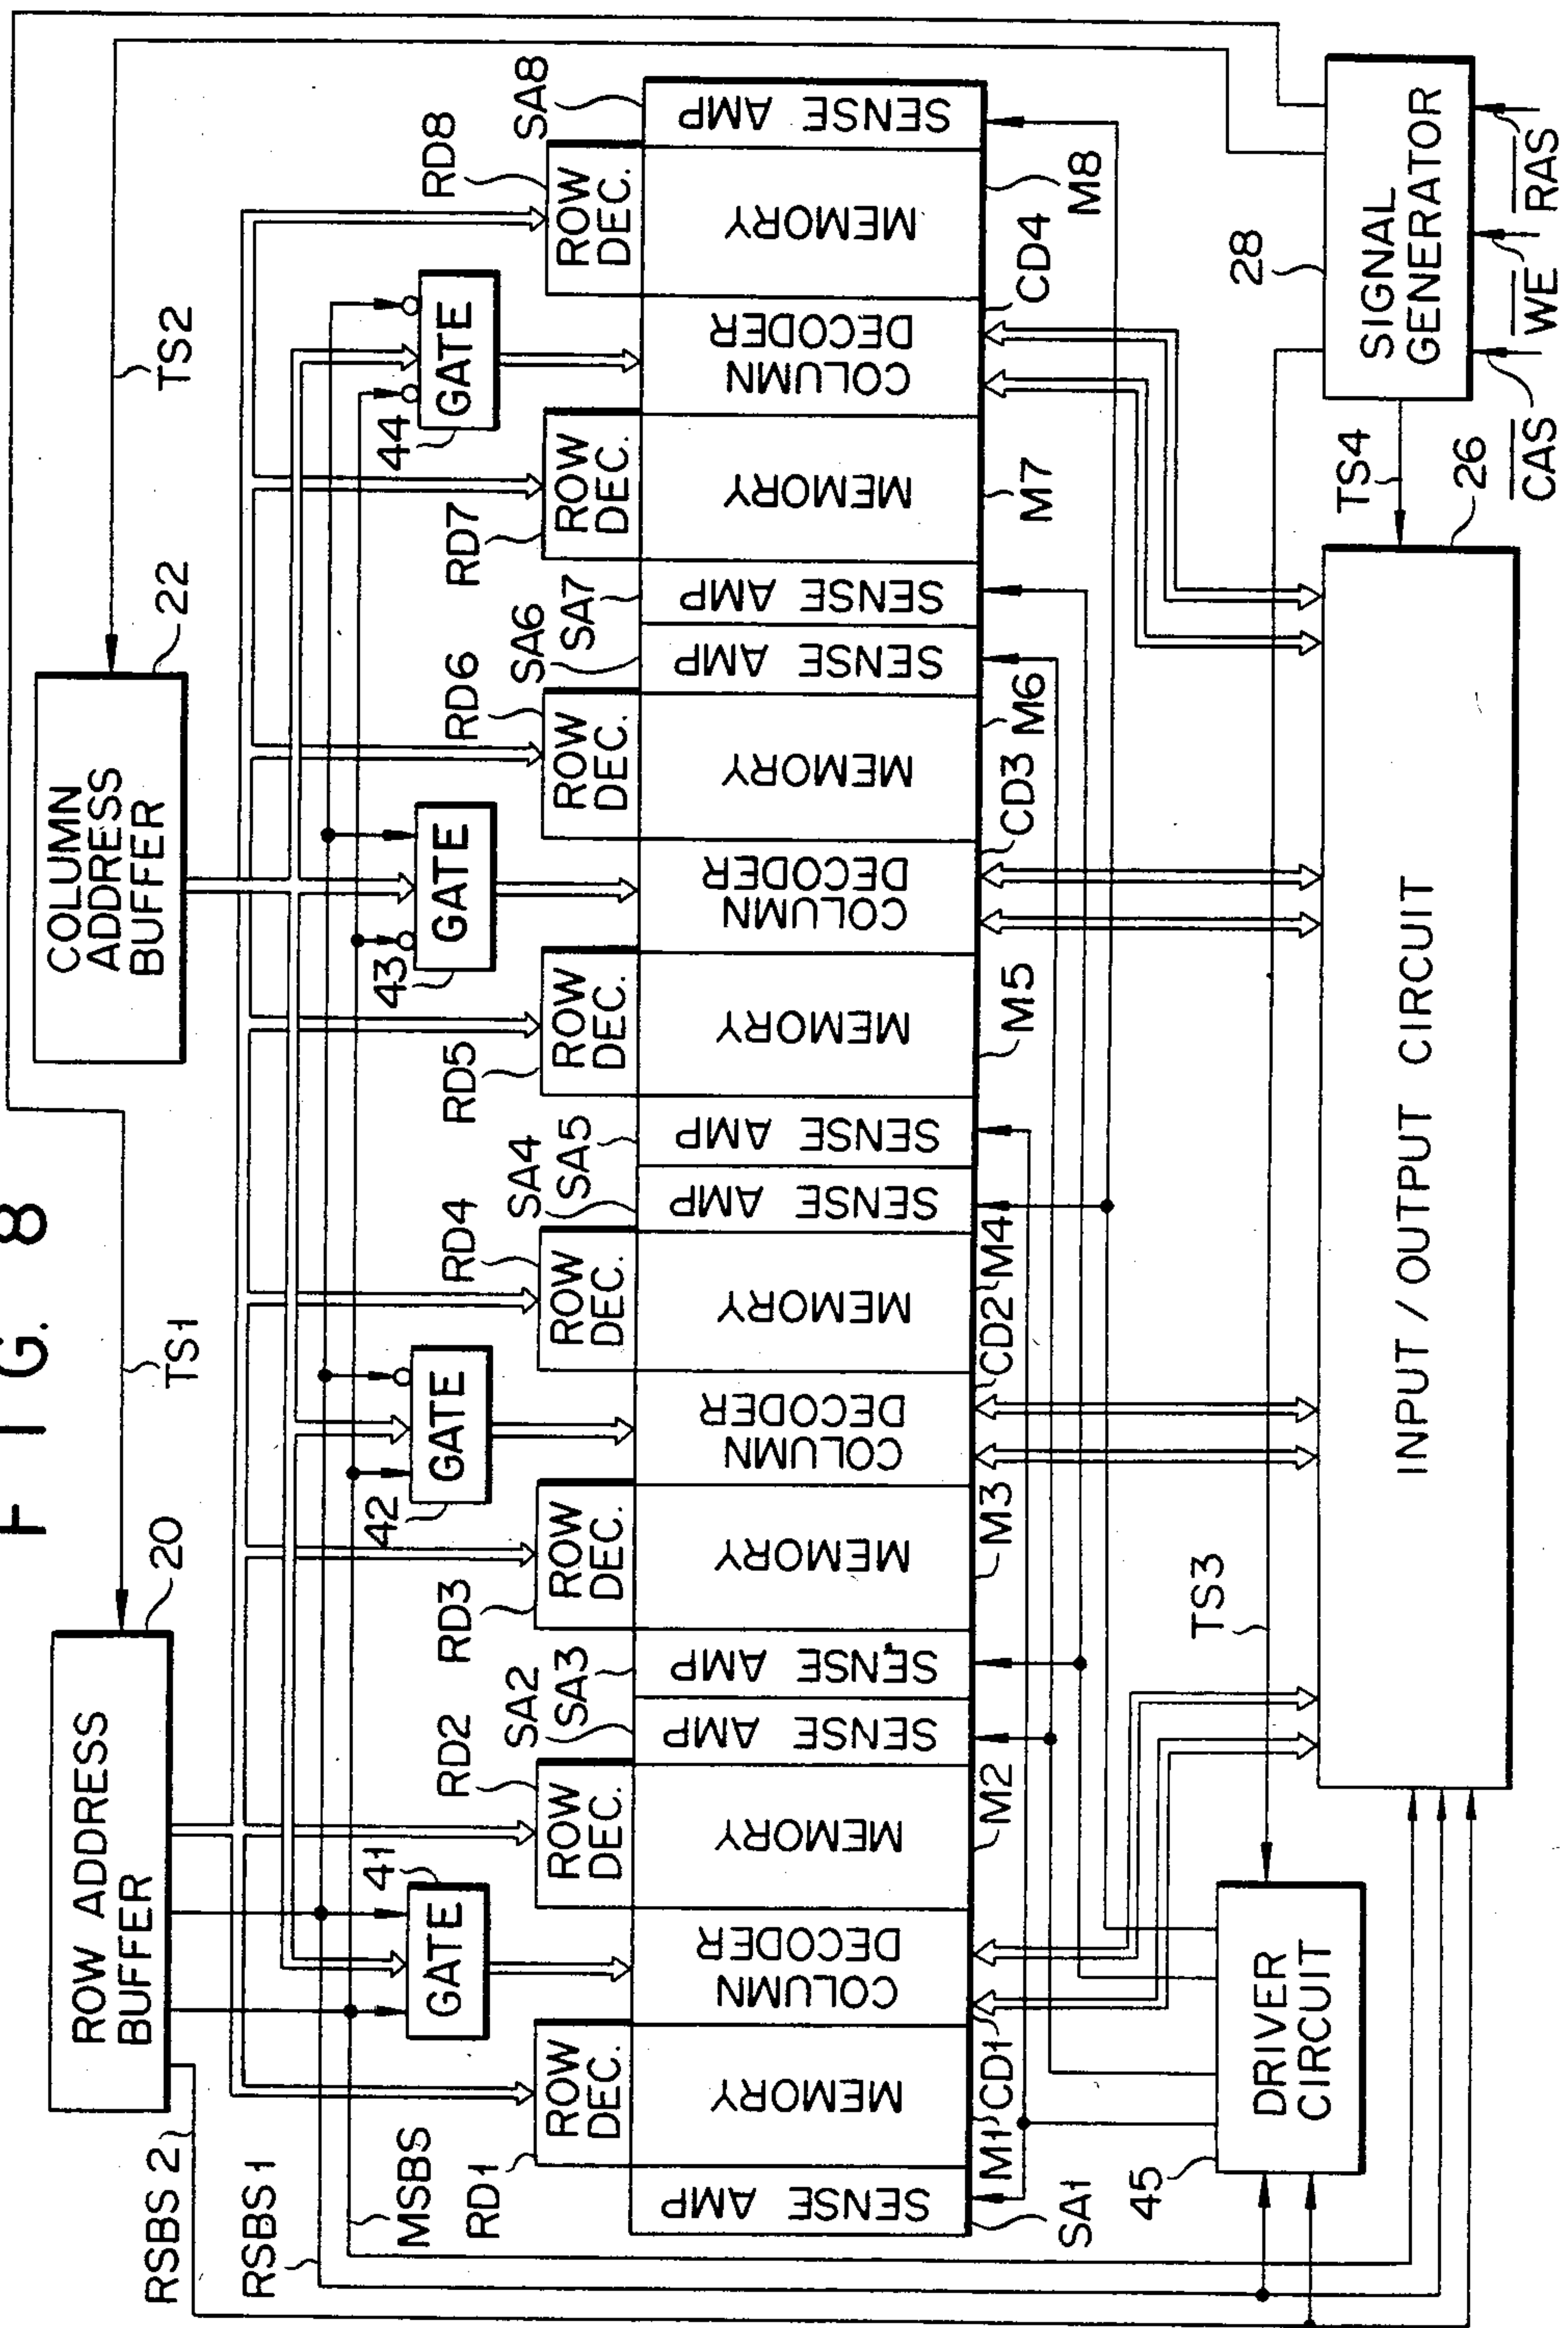 FIG. 8
ROW ADDRESS
BUFFER
20
TS1
COLUMN
ADDRESS
BUFFER
22
TS2
RSBS 2
RSBS 1
MSBS
GATE
41
GATE
42
GATE
43
GATE
44
RD1
RD2
RD3
RD4
RD5
RD6
RD7
RD8
ROW
DEC.
ROW
DEC.
ROW
DEC.
ROW
DEC.
ROW
DEC.
ROW
DEC.
ROW
DEC.
ROW
DEC.
SA2
SA3
SA4
SA5
SA6
SA7
SA8
SENSE AMP
MEMORY
COLUMN
DECODER
MEMORY
SENSE AMP
SENSE AMP
MEMORY
COLUMN
DECODER
MEMORY
SENSE AMP
SENSE AMP
MEMORY
COLUMN
DECODER
MEMORY
SENSE AMP
SENSE AMP
MEMORY
COLUMN
DECODER
MEMORY
SENSE AMP
SA1
M1
CD1
M2
M3
CD2
M4
M5
CD3
M6
M7
CD4
M8
45
DRIVER
CIRCUIT
TS3
INPUT / OUTPUT CIRCUIT
26
TS4
28
SIGNAL
GENERATOR
CAS
WE
RAS